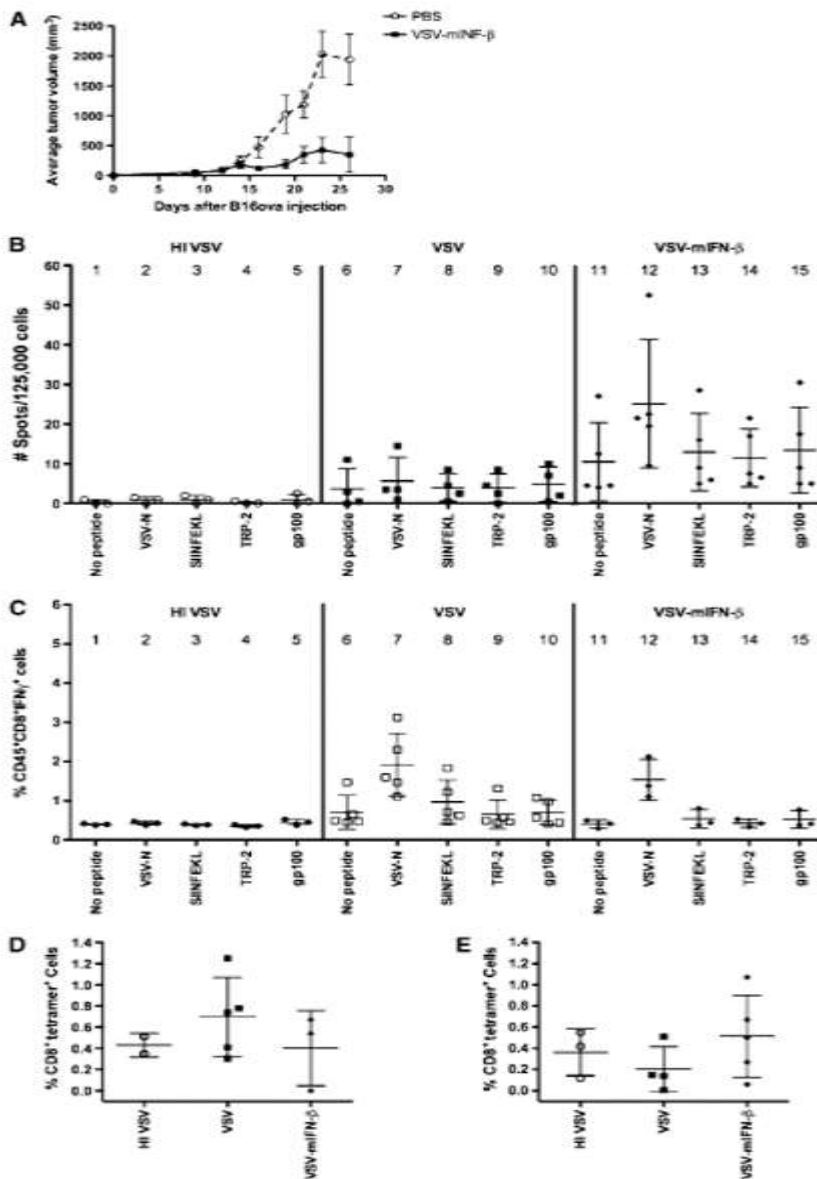 A
PBS
VSV-mINF-β
Average tumor volume (mm³)
2500
2000
1500
1000
500
0
0 5 10 15 20 25 30
Days after B16ova injection
B
HI VSV VSV VSV-mIFN-β
1 2 3 4 5 6 7 8 9 10 11 12 13 14 15
# Spots/125,000 cells
60
50
40
30
20
10
0
No peptide VSV-N SIINFEKL TRP-2 gp100 No peptide VSV-N SIINFEKL TRP-2 gp100 No peptide VSV-N SIINFEKL TRP-2 gp100
C
HI VSV VSV VSV-mIFN-β
1 2 3 4 5 6 7 8 9 10 11 12 13 14 15
% CD45⁺CD8⁺IFNγ⁺ cells
6
5
4
3
2
1
0
No peptide VSV-N SIINFEKL TRP-2 gp100 No peptide VSV-N SIINFEKL TRP-2 gp100 No peptide VSV-N SIINFEKL TRP-2 gp100
D
% CD8⁺ tetramer⁺ Cells
1.4
1.2
1.0
0.8
0.6
0.4
0.2
0.0
HI VSV VSV VSV-mIFN-β
E
% CD8⁺ tetramer⁺ Cells
1.4
1.2
1.0
0.8
0.6
0.4
0.2
0.0
HI VSV VSV VSV-mIFN-β